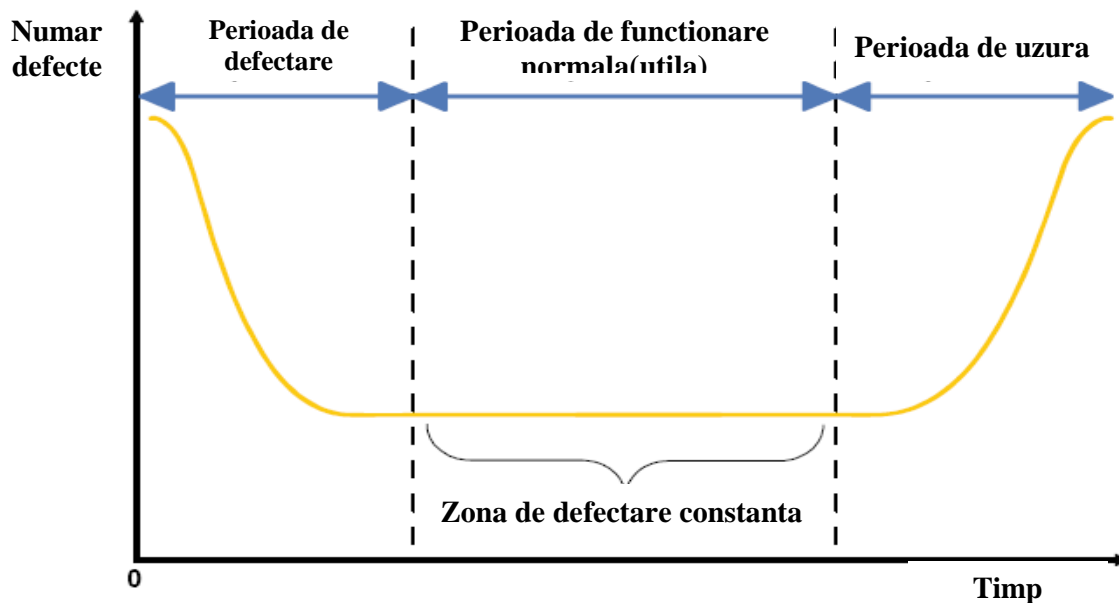 Numar
defecte
Perioada de
defectare
Perioada de functionare
normala(utila)
Perioada de uzura
Zona de defectare constanta
0
Timp